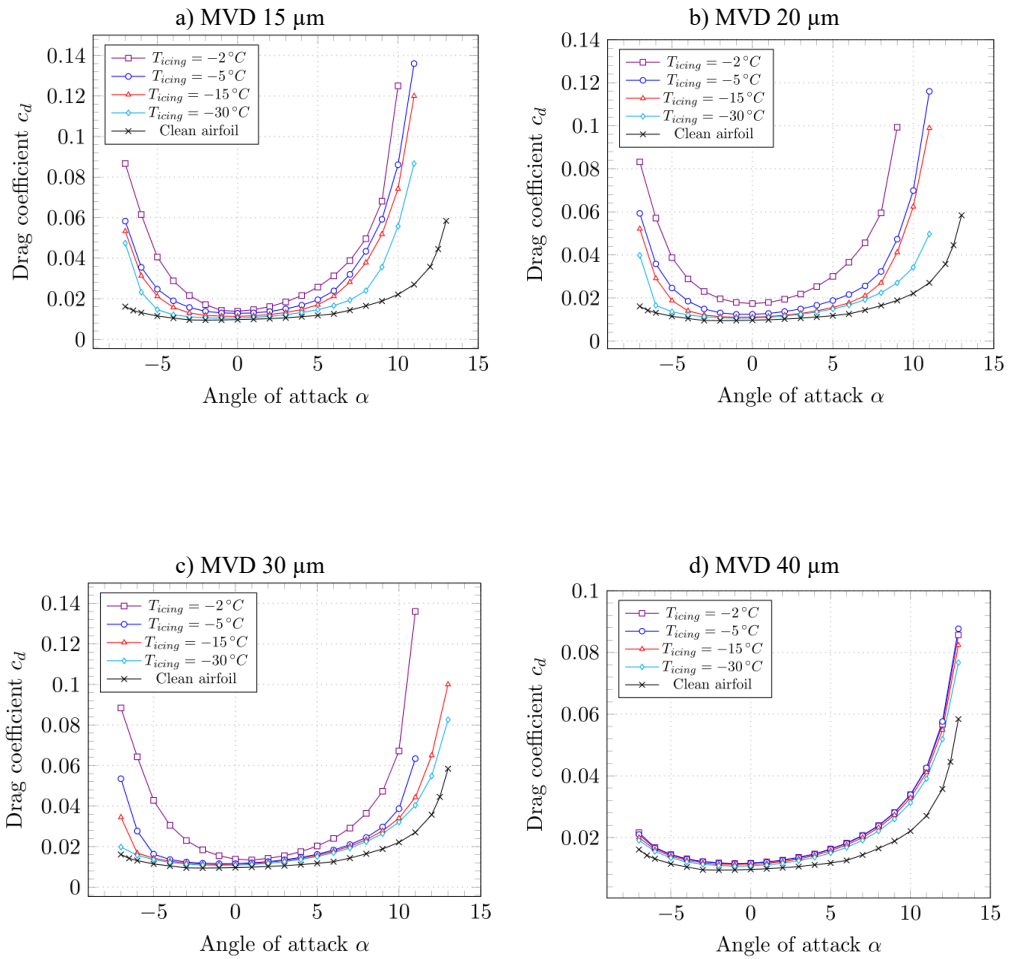 a) MVD 15 µm
Drag coefficient c_d
0.14
0.12
0.1
0.08
0.06
0.04
0.02
0
T_icing = −2 °C
T_icing = −5 °C
T_icing = −15 °C
T_icing = −30 °C
Clean airfoil
−5 0 5 10 15
Angle of attack α
b) MVD 20 µm
Drag coefficient c_d
0.14
0.12
0.1
0.08
0.06
0.04
0.02
0
T_icing = −2 °C
T_icing = −5 °C
T_icing = −15 °C
T_icing = −30 °C
Clean airfoil
−5 0 5 10 15
Angle of attack α
c) MVD 30 µm
Drag coefficient c_d
0.14
0.12
0.1
0.08
0.06
0.04
0.02
0
T_icing = −2 °C
T_icing = −5 °C
T_icing = −15 °C
T_icing = −30 °C
Clean airfoil
−5 0 5 10 15
Angle of attack α
d) MVD 40 µm
Drag coefficient c_d
0.1
0.08
0.06
0.04
0.02
T_icing = −2 °C
T_icing = −5 °C
T_icing = −15 °C
T_icing = −30 °C
Clean airfoil
−5 0 5 10 15
Angle of attack α